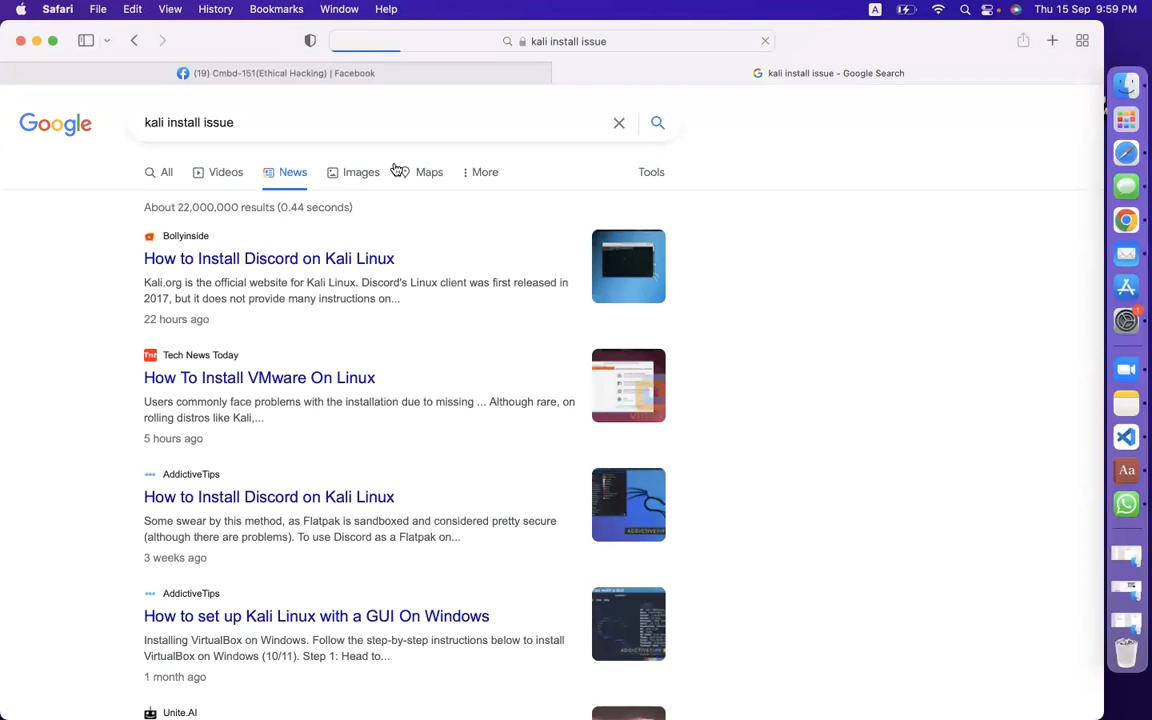 Safari File Edit View History Bookmarks Window Help A Thu 15 Sep 9:59 PM
kali install issue
(19) Cmbd-151(Ethical Hacking) | Facebook
kali install issue - Google Search
Google
kali install issue
All Videos News Images Maps More Tools
About 22,000,000 results (0.44 seconds)
Bollyinside
How to Install Discord on Kali Linux
Kali.org is the official website for Kali Linux. Discord's Linux client was first released in
2017, but it does not provide many instructions on...
22 hours ago
Tech News Today
How To Install VMware On Linux
Users commonly face problems with the installation due to missing ... Although rare, on
rolling distros like Kali,...
5 hours ago
AddictiveTips
How to Install Discord on Kali Linux
Some swear by this method, as Flatpak is sandboxed and considered pretty secure
(although there are problems). To use Discord as a Flatpak on...
3 weeks ago
AddictiveTips
How to set up Kali Linux with a GUI On Windows
Installing VirtualBox on Windows. Follow the step-by-step instructions below to install
VirtualBox on Windows (10/11). Step 1: Head to...
1 month ago
Unite.AI
1
Aa